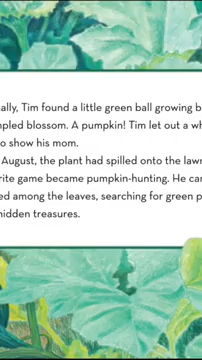 ally, Tim found a little green ball growing b
pled blossom. A pumpkin! Tim let out a wh
o show his mom.
August, the plant had spilled onto the lawr
rite game became pumpkin-hunting. He car
ed among the leaves, searching for green p
hidden treasures.